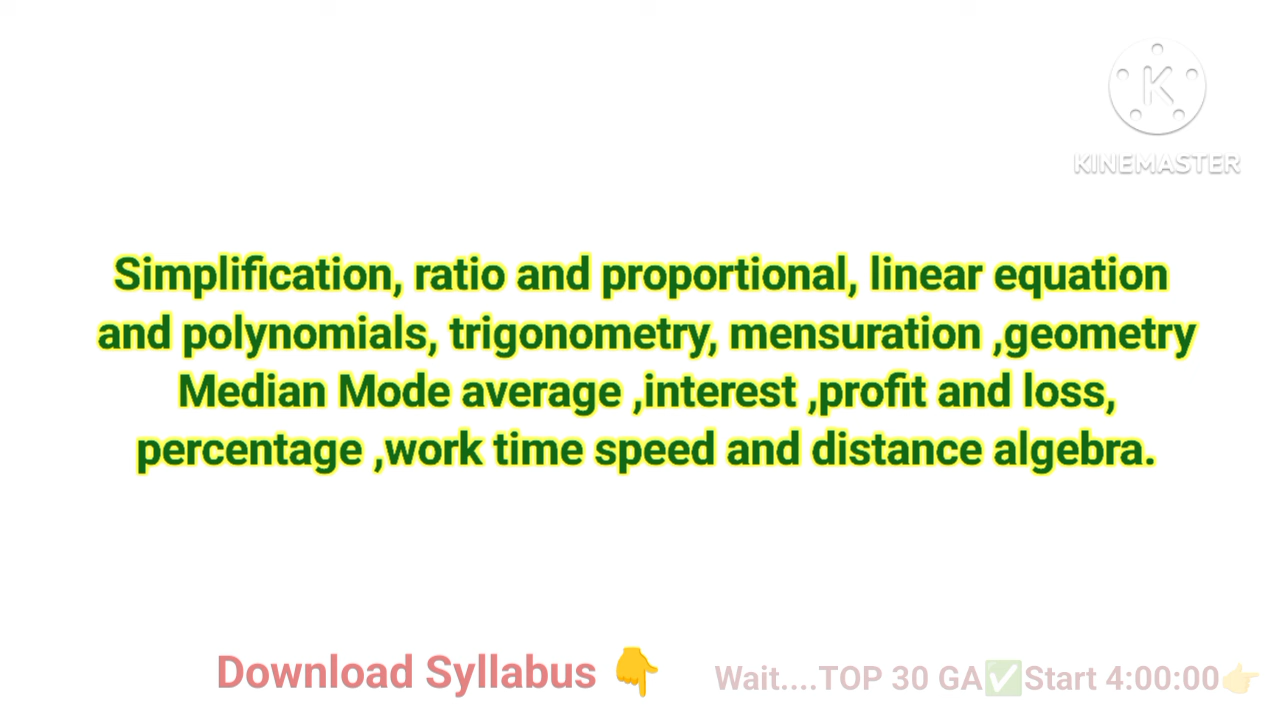 K
KINEMASTER
Simplification, ratio and proportional, linear equation
and polynomials, trigonometry, mensuration ,geometry
Median Mode average ,interest ,profit and loss,
percentage ,work time speed and distance algebra.
Download Syllabus 👇
Wait....TOP 30 GA✅Start 4:00:00👉